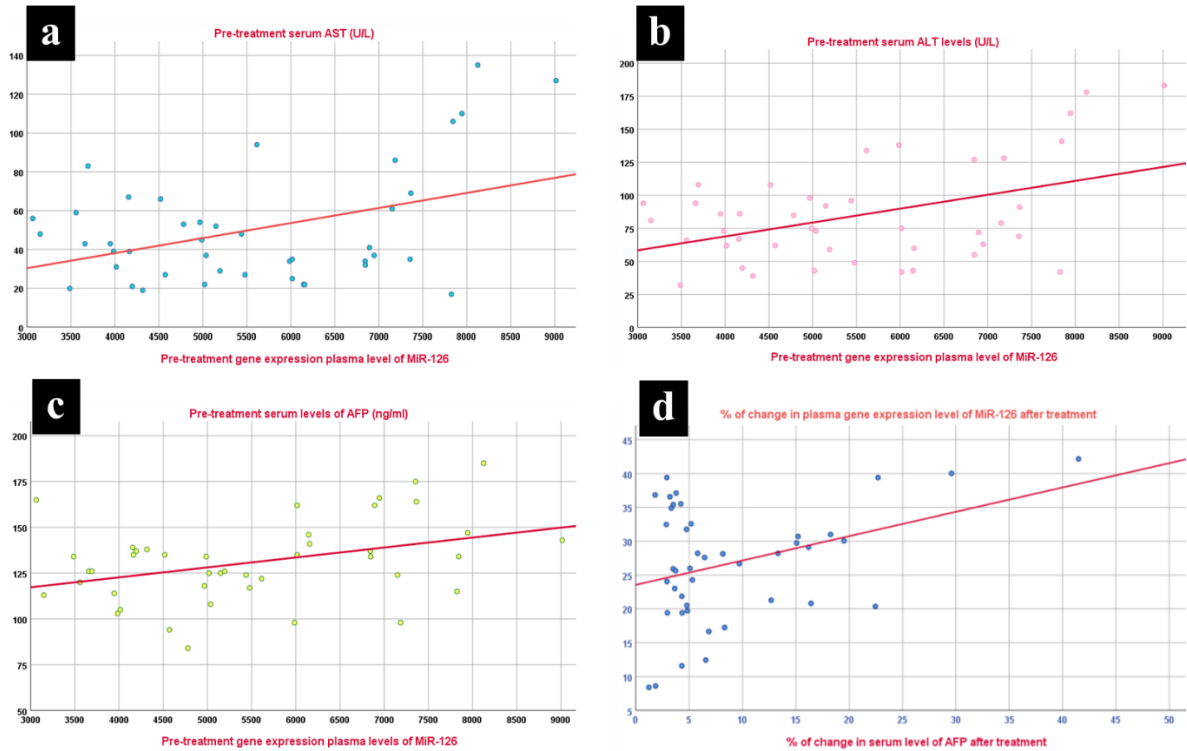 a
Pre-treatment serum AST (U/L)
140
120
100
80
60
40
20
0
3000 3500 4000 4500 5000 5500 6000 6500 7000 7500 8000 8500 9000
Pre-treatment gene expression plasma level of MiR-126
b
Pre-treatment serum ALT levels (U/L)
200
175
150
125
100
75
50
25
0
3000 3500 4000 4500 5000 5500 6000 6500 7000 7500 8000 8500 9000
Pre-treatment gene expression plasma level of MiR-126
c
Pre-treatment serum levels of AFP (ng/ml)
200
175
150
125
100
75
50
3000 3500 4000 4500 5000 5500 6000 6500 7000 7500 8000 8500 9000
Pre-treatment gene expression plasma levels of MiR-126
d
% of change in plasma gene expression level of MiR-126 after treatment
45
40
35
30
25
20
15
10
5
0 5 10 15 20 25 30 35 40 45 50
% of change in serum level of AFP after treatment